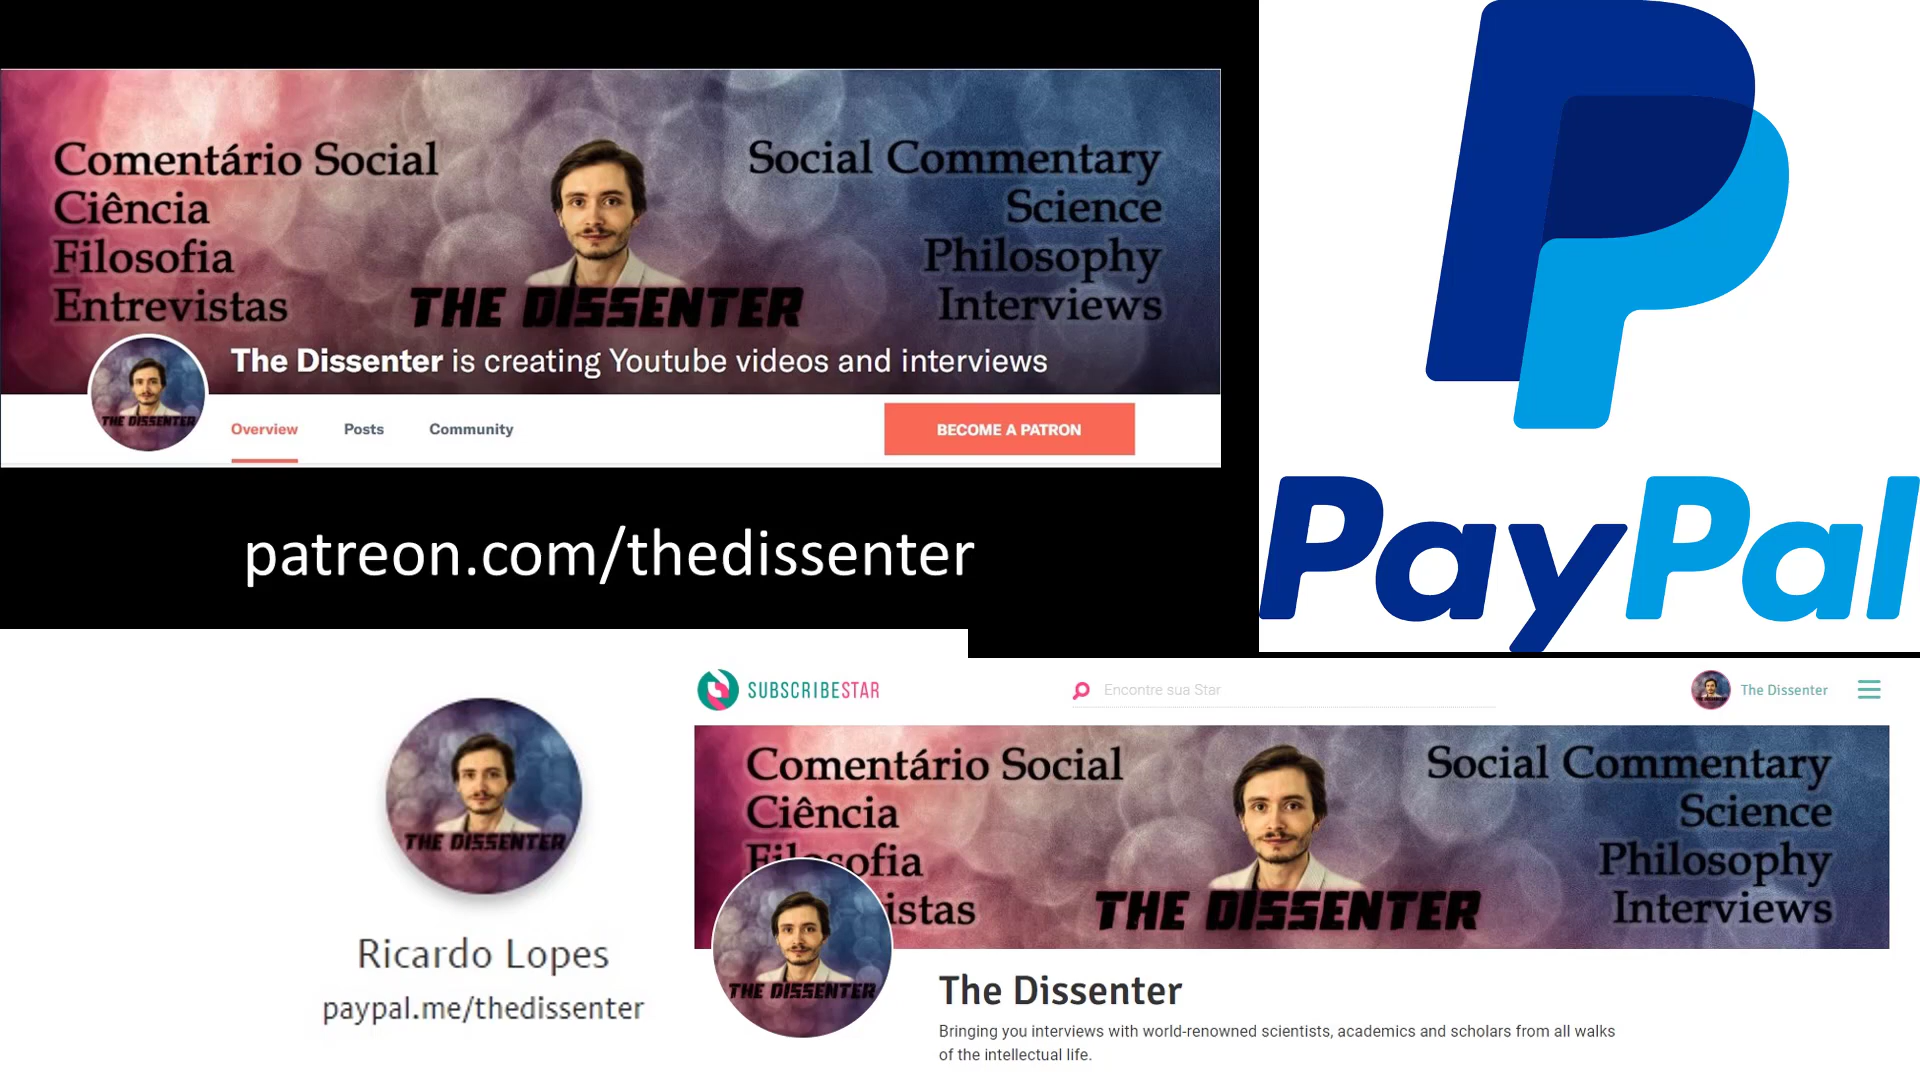 Comentário Social
Ciência
Filosofia
Entrevistas
Social Commentary
Science
Philosophy
Interviews
THE DISSENTER
The Dissenter is creating Youtube videos and interviews
THE DISSENTER
Overview Posts Community
BECOME A PATRON
patreon.com/thedissenter
PayPal
THE DISSENTER
Ricardo Lopes
paypal.me/thedissenter
SUBSCRIBESTAR
Encontre sua Star
The Dissenter
Comentário Social
Ciência
Filosofia
istas
Social Commentary
Science
Philosophy
Interviews
THE DISSENTER
THE DISSENTER
The Dissenter
Bringing you interviews with world-renowned scientists, academics and scholars from all walks
of the intellectual life.